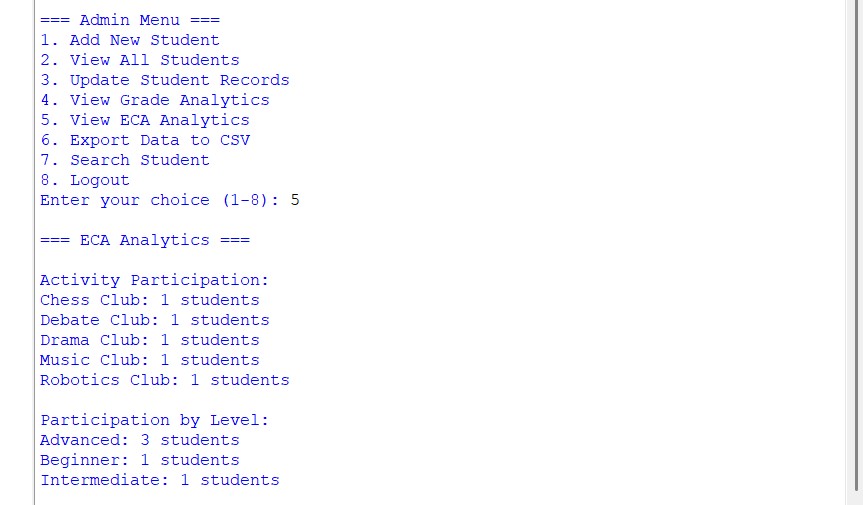 === Admin Menu ===
1. Add New Student
2. View All Students
3. Update Student Records
4. View Grade Analytics
5. View ECA Analytics
6. Export Data to CSV
7. Search Student
8. Logout
Enter your choice (1-8): 5
=== ECA Analytics ===
Activity Participation:
Chess Club: 1 students
Debate Club: 1 students
Drama Club: 1 students
Music Club: 1 students
Robotics Club: 1 students
Participation by Level:
Advanced: 3 students
Beginner: 1 students
Intermediate: 1 students